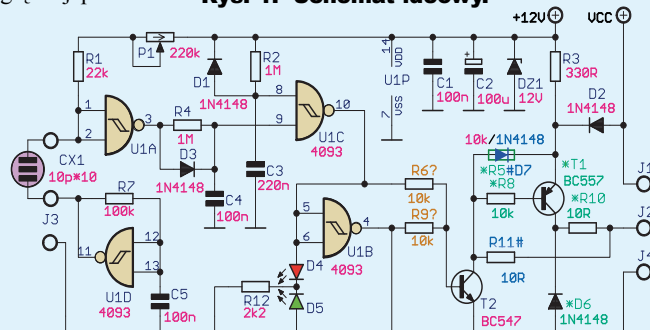 Rys. 1. Schemat ideowy.
+12V
VCC
P1
220k
R1
22k
D1
1N4148
R2
1M
14
VDD
U1P
7
VSS
C1
100n
C2
100u
DZ1
12V
R3
330R
D2
1N4148
1
2
3
U1A
R4
1M
8
9
10
U1C
4093
10k/1N4148
CX1
10p*10
D3
1N4148
C4
100n
C3
220n
R6?
10k
*R5#D7
*R8
10k
*T1
BC557
*R10
10R
J1
J2
J3
R7
100k
5
6
4
U1B
4093
R9?
10k
J4
11
12
13
U1D
4093
C5
100n
R12
2k2
D4
D5
R11#
10R
T2
BC547
*D6
1N4148